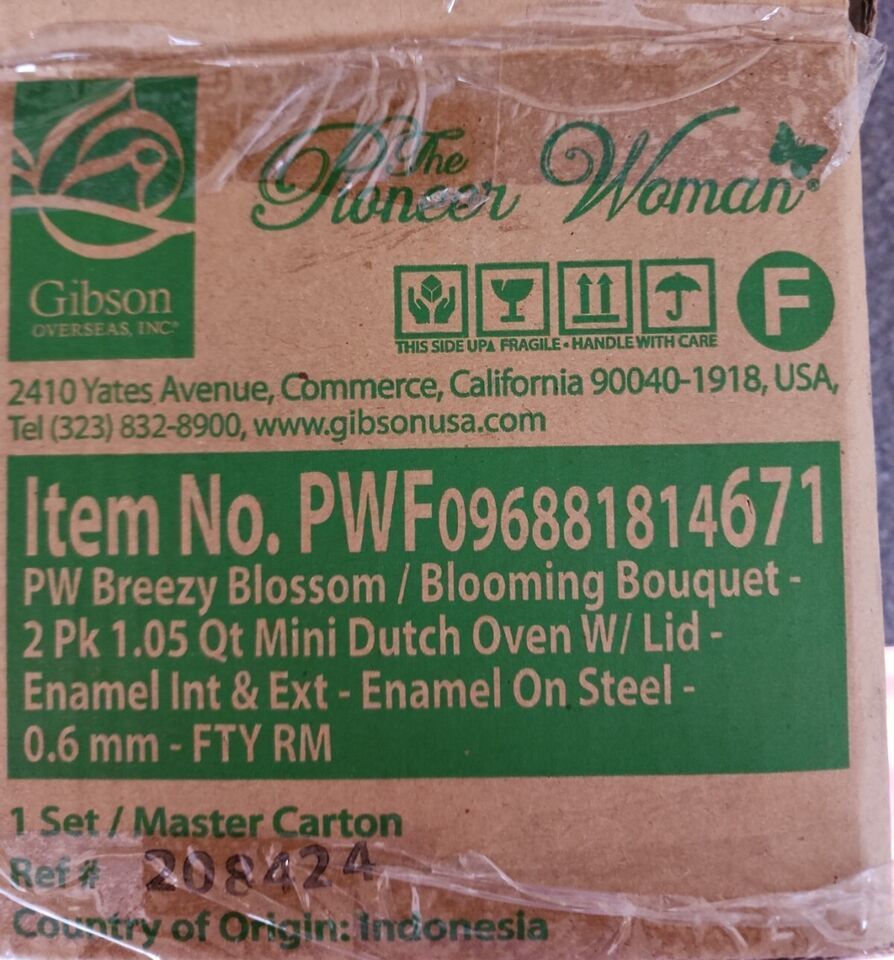 The
Pioneer Woman®
Gibson
OVERSEAS, INC®
F
THIS SIDE UP▲ FRAGILE • HANDLE WITH CARE
2410 Yates Avenue, Commerce, California 90040-1918, USA,
Tel (323) 832-8900, www.gibsonusa.com
Item No. PWF096881814671
PW Breezy Blossom / Blooming Bouquet -
2 Pk 1.05 Qt Mini Dutch Oven W/ Lid -
Enamel Int & Ext - Enamel On Steel -
0.6 mm - FTY RM
1 Set / Master Carton
Ref # 208424
Country of Origin: Indonesia